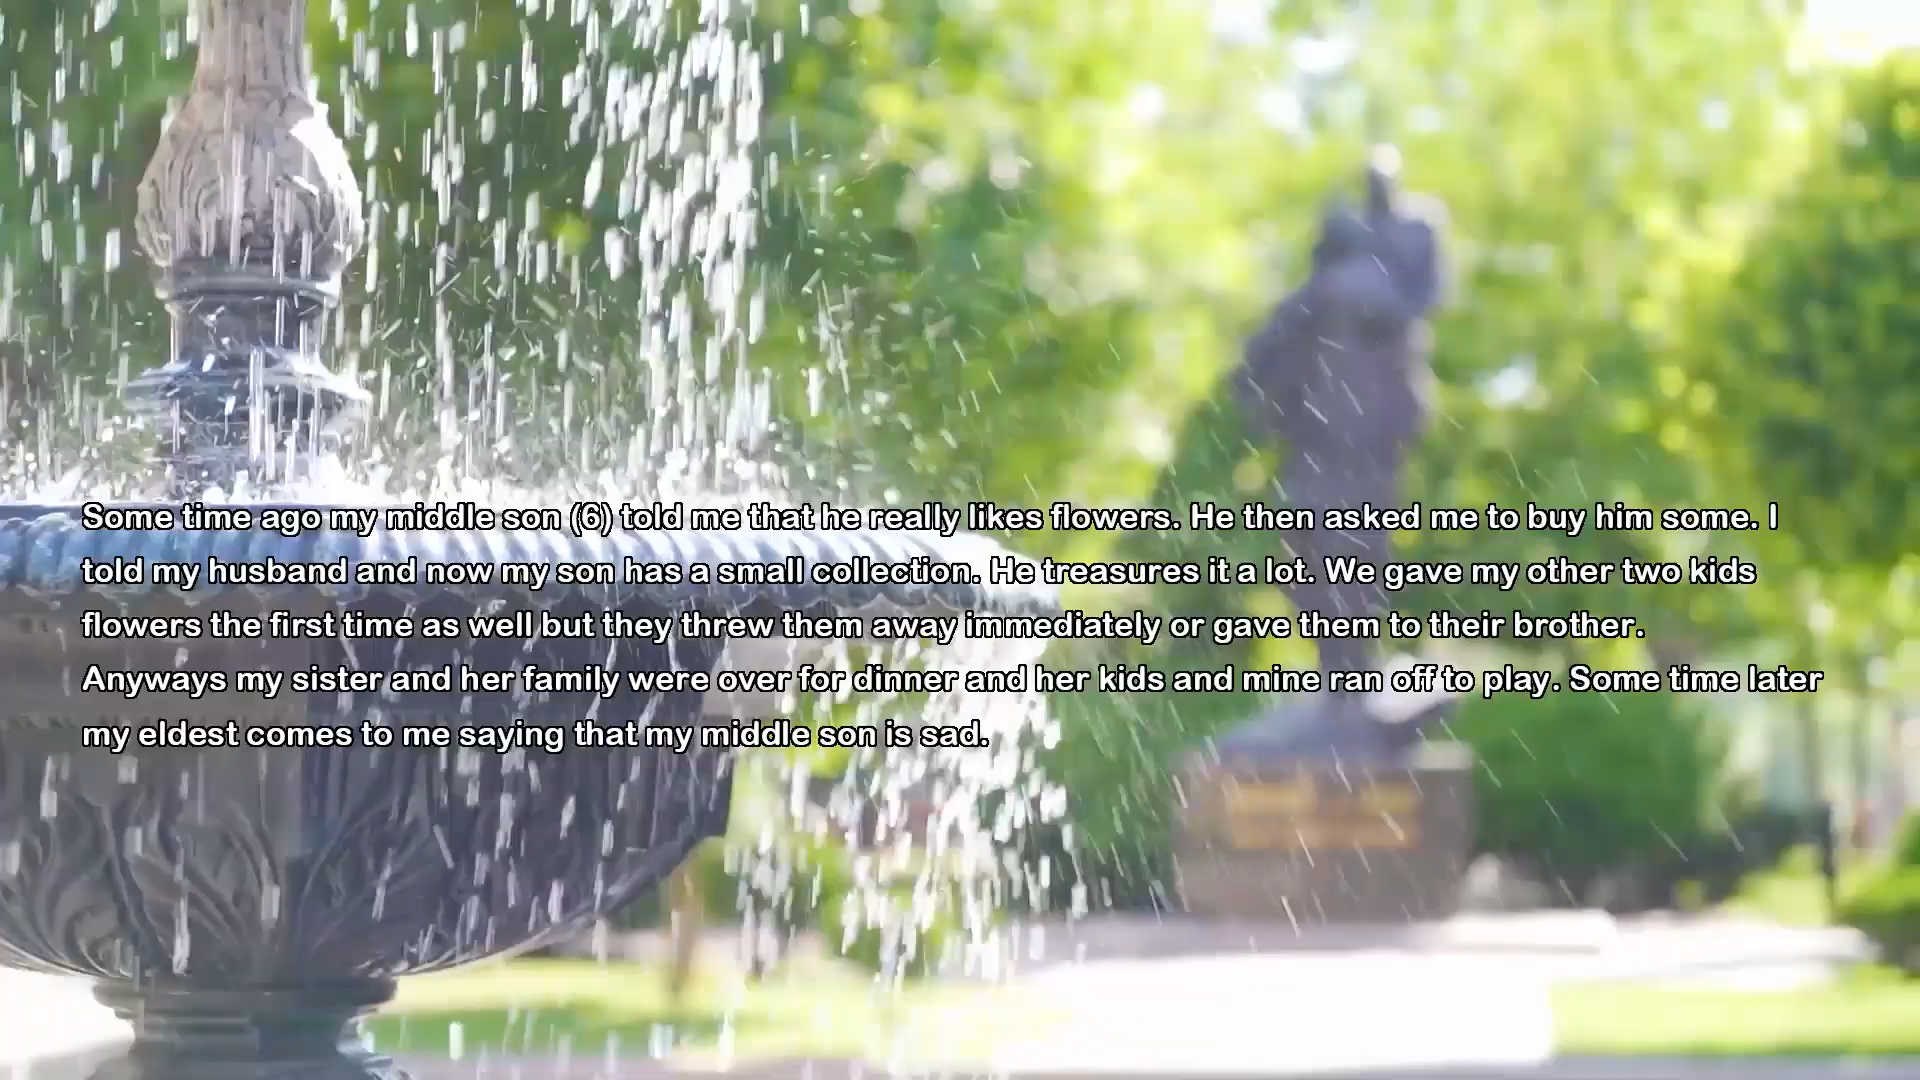 Some time ago my middle son (6) told me that he really likes flowers. He then asked me to buy him some. I
told my husband and now my son has a small collection. He treasures it a lot. We gave my other two kids
flowers the first time as well but they threw them away immediately or gave them to their brother.
Anyways my sister and her family were over for dinner and her kids and mine ran off to play. Some time later
my eldest comes to me saying that my middle son is sad.